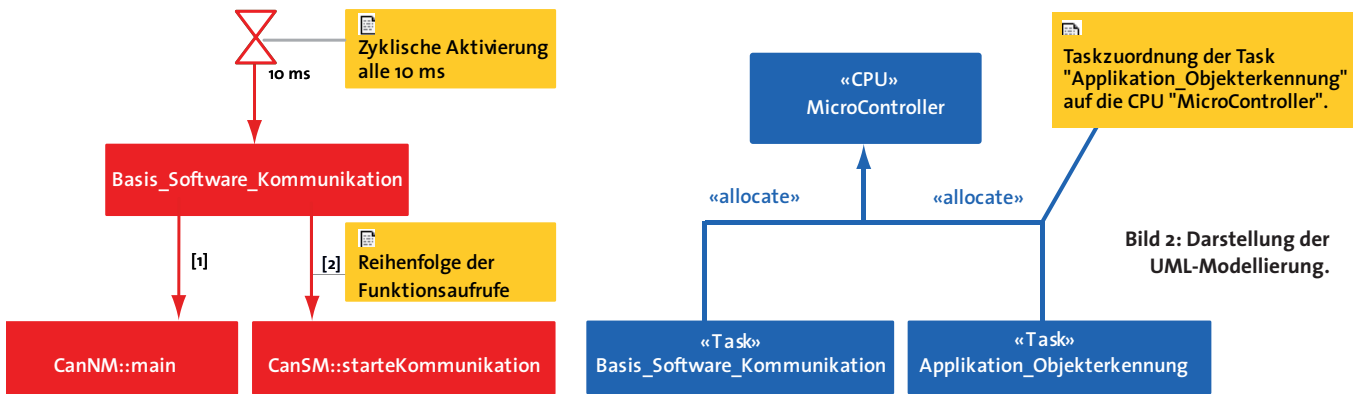 Zyklische Aktivierung
alle 10 ms
10 ms
Basis_Software_Kommunikation
[1]
[2]
Reihenfolge der
Funktionsaufrufe
CanNM::main
CanSM::starteKommunikation
«CPU»
MicroController
Taskzuordnung der Task
"Applikation_Objekterkennung"
auf die CPU "MicroController".
«allocate»
«allocate»
«Task»
Basis_Software_Kommunikation
«Task»
Applikation_Objekterkennung
Bild 2: Darstellung der
UML-Modellierung.